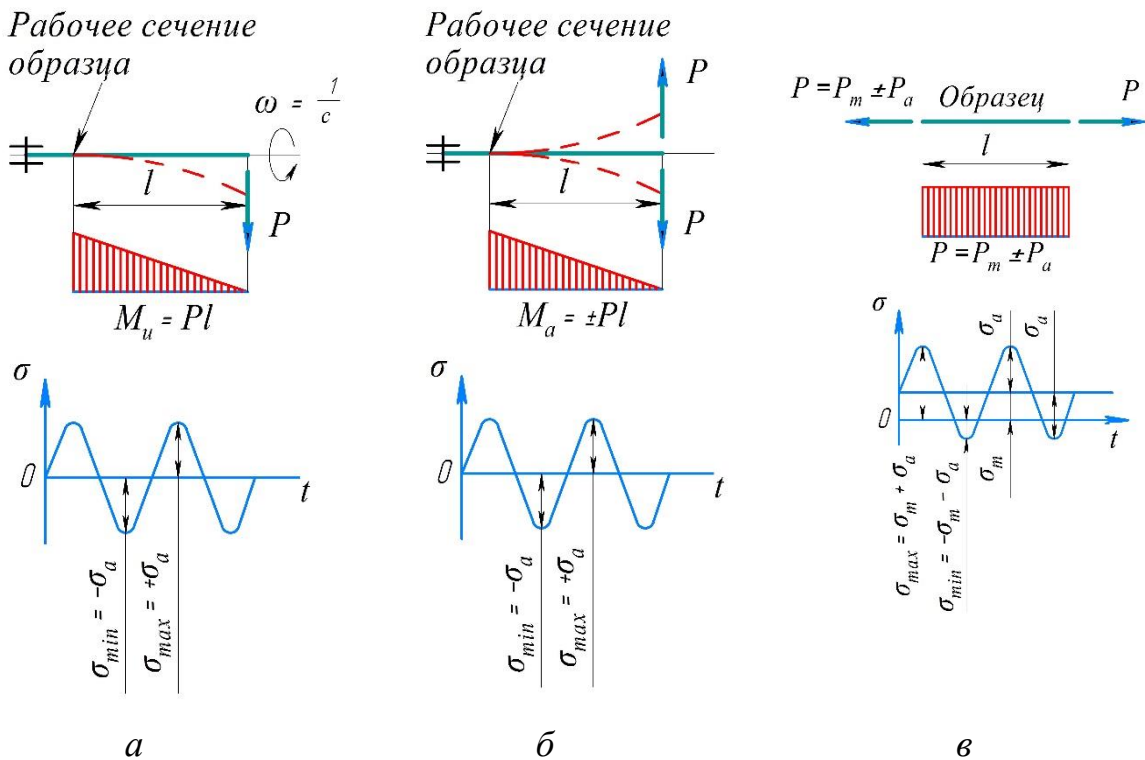 Рабочее сечение
образца
ω = 1/c
l
P
M_и = Pl
σ
0
t
σ_min = -σ_a
σ_max = +σ_a
а
Рабочее сечение
образца
P
l
P
M_a = ±Pl
σ
0
t
σ_min = -σ_a
σ_max = +σ_a
б
P = P_m ± P_a
Образец
P
l
P = P_m ± P_a
σ
σ_a
σ_a
0
t
σ_max = σ_m + σ_a
σ_min = -σ_m - σ_a
σ_m
в